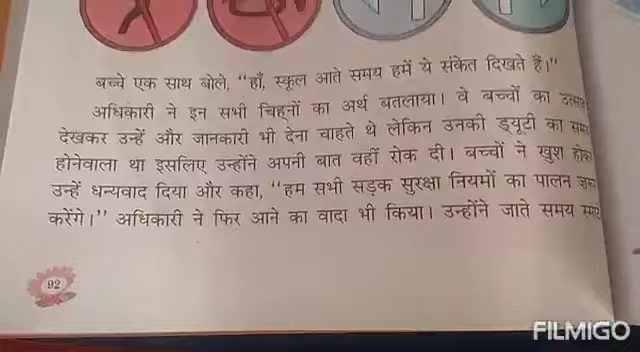 बच्चे एक साथ बोले, "हाँ, स्कूल आते समय हमें ये संकेत दिखते हैं।"
अधिकारी ने इन सभी चिह्नों का अर्थ बतलाया। वे बच्चों का
देखकर उन्हें और जानकारी भी देना चाहते थे लेकिन उनकी ड्यूटी का
होनेवाला था इसलिए उन्होंने अपनी बात वहीं रोक दी। बच्चों ने खुश
उन्हें धन्यवाद दिया और कहा, "हम सभी सड़क सुरक्षा नियमों का पालन
करेंगे।" अधिकारी ने फिर आने का वादा भी किया। उन्होंने जाते समय
92
FILMIGO